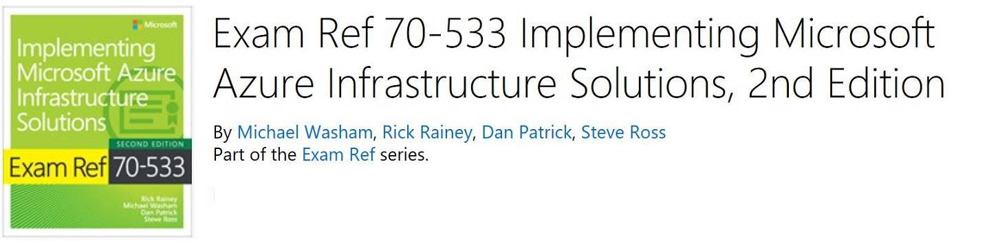 Microsoft
Implementing
Microsoft Azure
Infrastructure
Solutions
SECOND EDITION
Exam Ref 70-533
Rick Rainey
Michael Washam
Dan Patrick
Steve Ross
Exam Ref 70-533 Implementing Microsoft
Azure Infrastructure Solutions, 2nd Edition
By Michael Washam, Rick Rainey, Dan Patrick, Steve Ross
Part of the Exam Ref series.